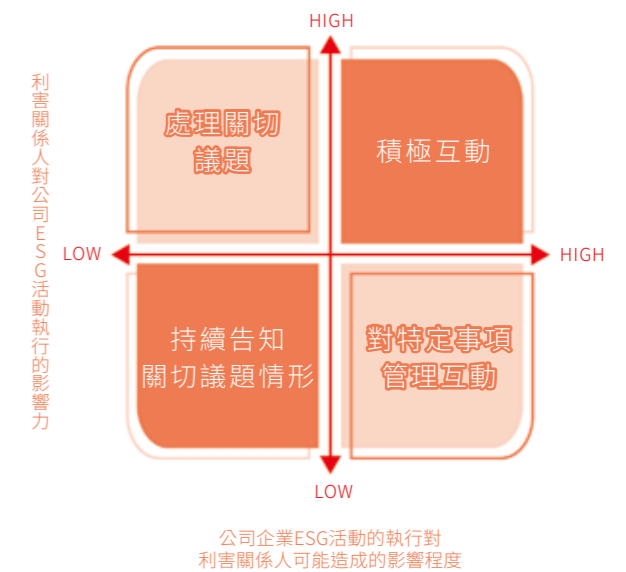 HIGH
利害關係人對公司ESG活動執行的影響力
處理關切
議題
積極互動
LOW
HIGH
持續告知
關切議題情形
對特定事項
管理互動
LOW
公司企業ESG活動的執行對
利害關係人可能造成的影響程度